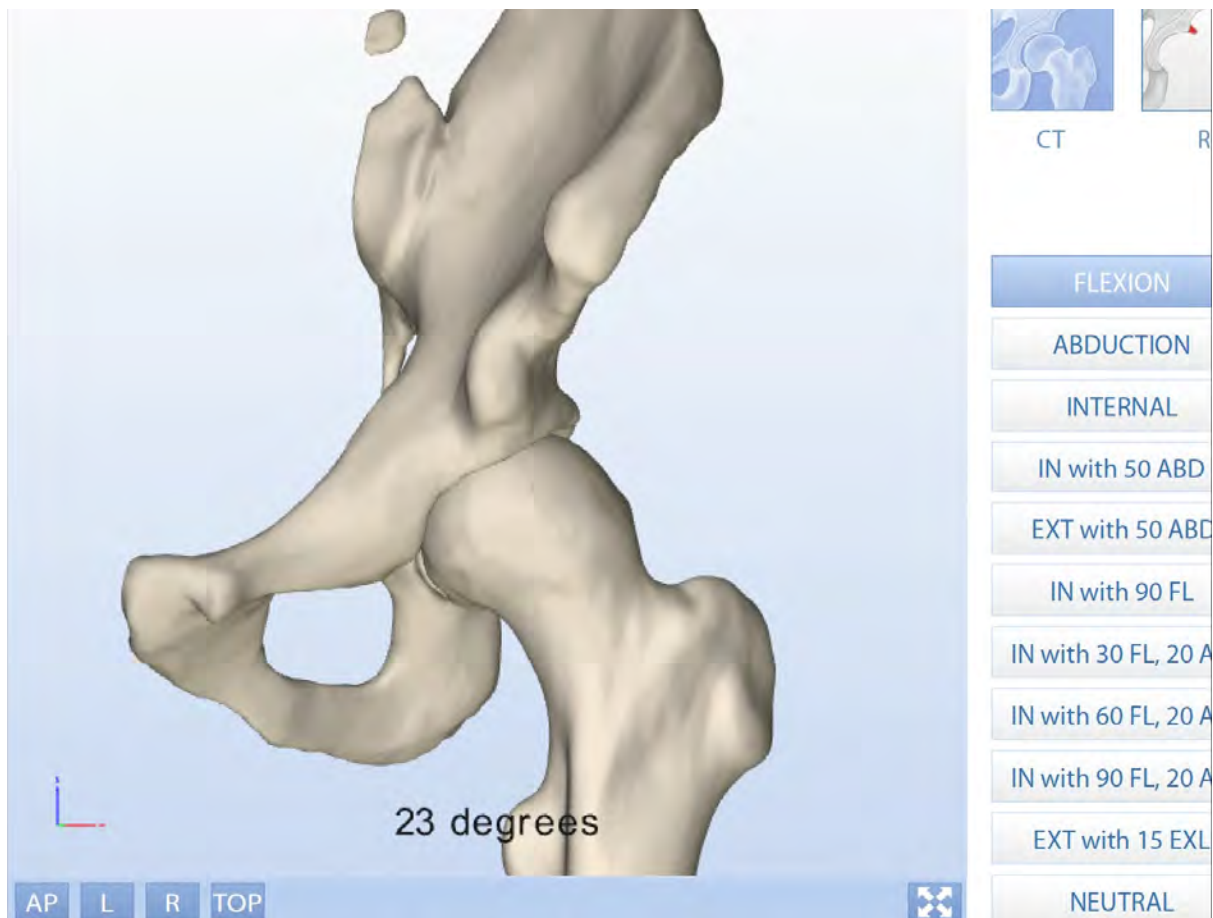 CT
R
FLEXION
ABDUCTION
INTERNAL
IN with 50 ABD
EXT with 50 ABD
IN with 90 FL
IN with 30 FL, 20 A
IN with 60 FL, 20 A
IN with 90 FL, 20 A
EXT with 15 EXL
NEUTRAL
23 degrees
AP L R TOP